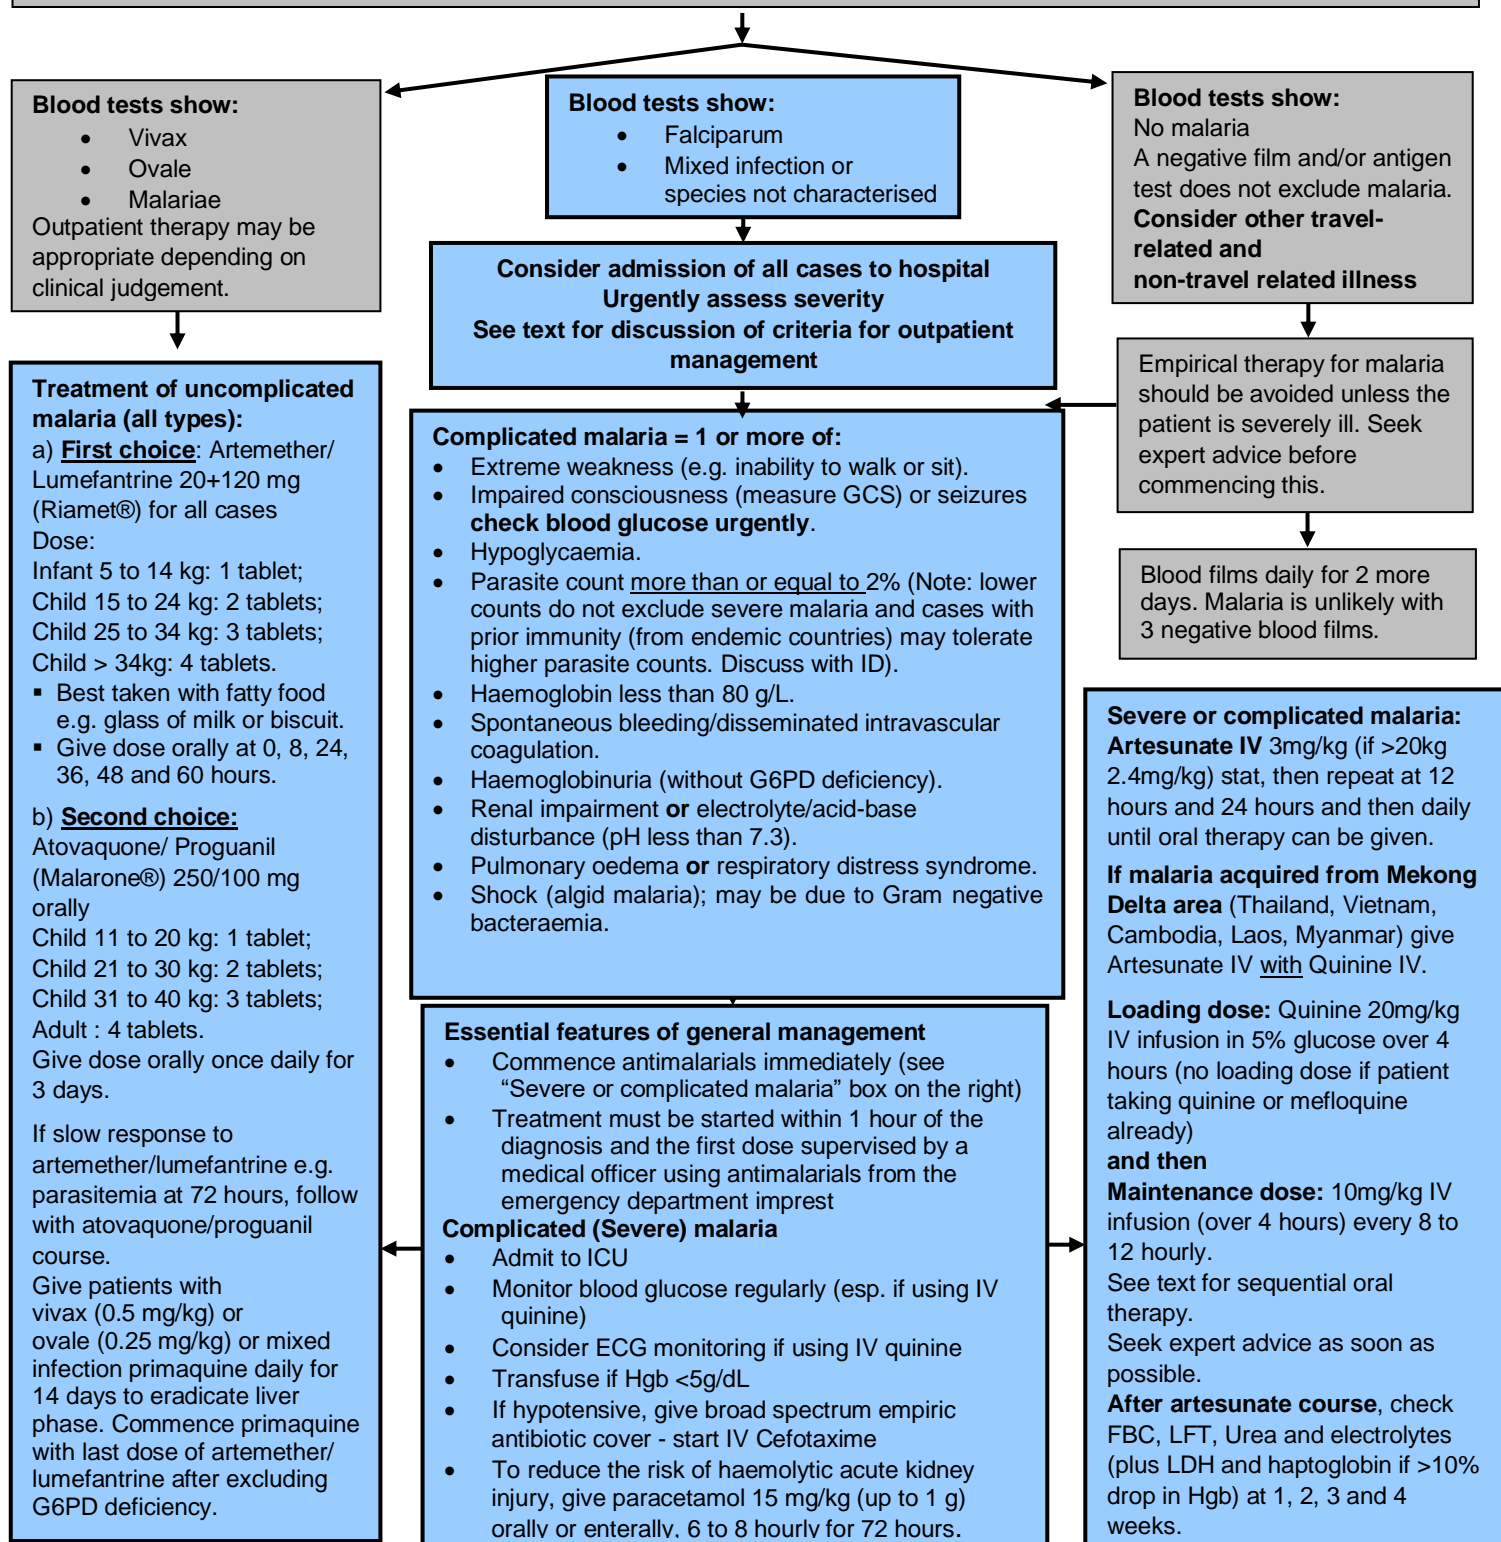 Blood tests show:
• Vivax
• Ovale
• Malariae
Outpatient therapy may be
appropriate depending on
clinical judgement.
Blood tests show:
• Falciparum
• Mixed infection or
species not characterised
Blood tests show:
No malaria
A negative film and/or antigen
test does not exclude malaria.
Consider other travel-
related and
non-travel related illness
Consider admission of all cases to hospital
Urgently assess severity
See text for discussion of criteria for outpatient
management
Empirical therapy for malaria
should be avoided unless the
patient is severely ill. Seek
expert advice before
commencing this.
Blood films daily for 2 more
days. Malaria is unlikely with
3 negative blood films.
Treatment of uncomplicated
malaria (all types):
a) First choice: Artemether/
Lumefantrine 20+120 mg
(Riamet®) for all cases
Dose:
Infant 5 to 14 kg: 1 tablet;
Child 15 to 24 kg: 2 tablets;
Child 25 to 34 kg: 3 tablets;
Child > 34kg: 4 tablets.
▪ Best taken with fatty food
e.g. glass of milk or biscuit.
▪ Give dose orally at 0, 8, 24,
36, 48 and 60 hours.
b) Second choice:
Atovaquone/ Proguanil
(Malarone®) 250/100 mg
orally
Child 11 to 20 kg: 1 tablet;
Child 21 to 30 kg: 2 tablets;
Child 31 to 40 kg: 3 tablets;
Adult : 4 tablets.
Give dose orally once daily for
3 days.
If slow response to
artemether/lumefantrine e.g.
parasitemia at 72 hours, follow
with atovaquone/proguanil
course.
Give patients with
vivax (0.5 mg/kg) or
ovale (0.25 mg/kg) or mixed
infection primaquine daily for
14 days to eradicate liver
phase. Commence primaquine
with last dose of artemether/
lumefantrine after excluding
G6PD deficiency.
Complicated malaria = 1 or more of:
• Extreme weakness (e.g. inability to walk or sit).
• Impaired consciousness (measure GCS) or seizures
check blood glucose urgently.
• Hypoglycaemia.
• Parasite count more than or equal to 2% (Note: lower
counts do not exclude severe malaria and cases with
prior immunity (from endemic countries) may tolerate
higher parasite counts. Discuss with ID).
• Haemoglobin less than 80 g/L.
• Spontaneous bleeding/disseminated intravascular
coagulation.
• Haemoglobinuria (without G6PD deficiency).
• Renal impairment or electrolyte/acid-base
disturbance (pH less than 7.3).
• Pulmonary oedema or respiratory distress syndrome.
• Shock (algid malaria); may be due to Gram negative
bacteraemia.
Essential features of general management
• Commence antimalarials immediately (see
“Severe or complicated malaria” box on the right)
• Treatment must be started within 1 hour of the
diagnosis and the first dose supervised by a
medical officer using antimalarials from the
emergency department imprest
Complicated (Severe) malaria
• Admit to ICU
• Monitor blood glucose regularly (esp. if using IV
quinine)
• Consider ECG monitoring if using IV quinine
• Transfuse if Hgb <5g/dL
• If hypotensive, give broad spectrum empiric
antibiotic cover - start IV Cefotaxime
• To reduce the risk of haemolytic acute kidney
injury, give paracetamol 15 mg/kg (up to 1 g)
orally or enterally, 6 to 8 hourly for 72 hours.
Severe or complicated malaria:
Artesunate IV 3mg/kg (if >20kg
2.4mg/kg) stat, then repeat at 12
hours and 24 hours and then daily
until oral therapy can be given.
If malaria acquired from Mekong
Delta area (Thailand, Vietnam,
Cambodia, Laos, Myanmar) give
Artesunate IV with Quinine IV.
Loading dose: Quinine 20mg/kg
IV infusion in 5% glucose over 4
hours (no loading dose if patient
taking quinine or mefloquine
already)
and then
Maintenance dose: 10mg/kg IV
infusion (over 4 hours) every 8 to
12 hourly.
See text for sequential oral
therapy.
Seek expert advice as soon as
possible.
After artesunate course, check
FBC, LFT, Urea and electrolytes
(plus LDH and haptoglobin if >10%
drop in Hgb) at 1, 2, 3 and 4
weeks.